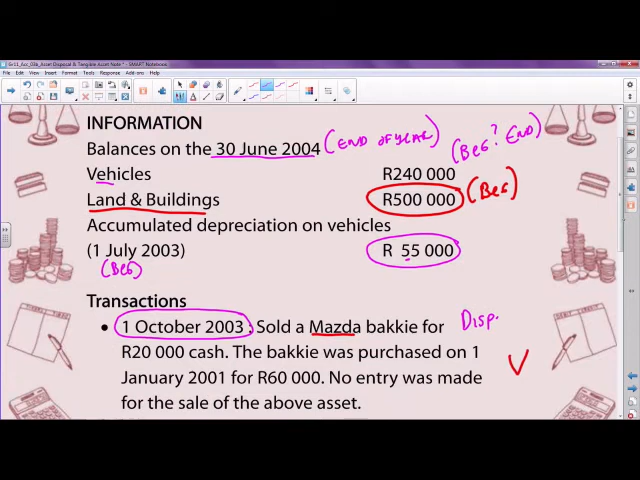 Gr11_Acc_Q3b_Asset Disposal & Tangible Asset Note * - SMART Notebook
File Edit View Insert Format Tools Add-ons Response Help
INFORMATION
Balances on the 30 June 2004 (END OF YEAR)
(BEG? END)
Vehicles R240 000
Land & Buildings R500 000 (BEG)
Accumulated depreciation on vehicles
(1 July 2003) R 55 000
(BEG)
Transactions
• 1 October 2003 : Sold a Mazda bakkie for Disp.
R20 000 cash. The bakkie was purchased on 1
January 2001 for R60 000. No entry was made V
for the sale of the above asset.